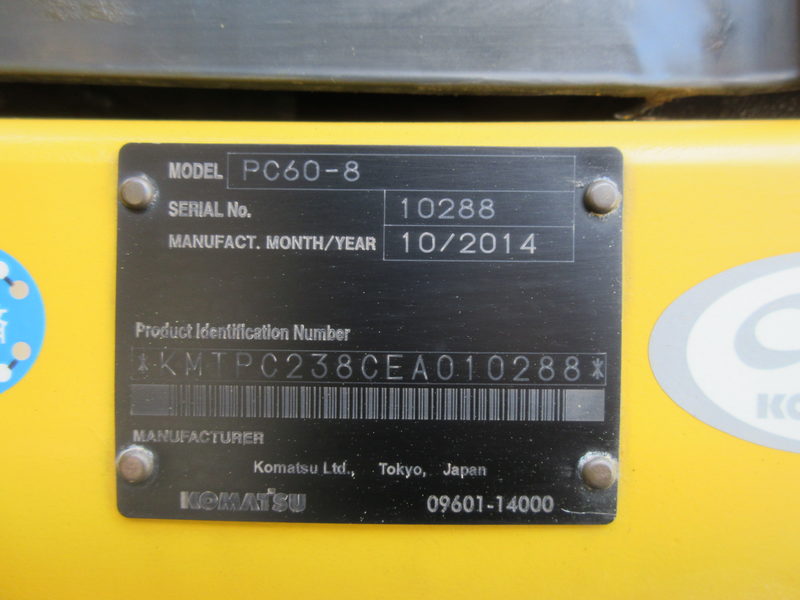 MODEL PC60-8
SERIAL No. 10288
MANUFACT. MONTH/YEAR 10/2014
Product Identification Number
*KMTPC238CEA010288*
MANUFACTURER
Komatsu Ltd., Tokyo, Japan
KOMATSU 09601-14000
KO